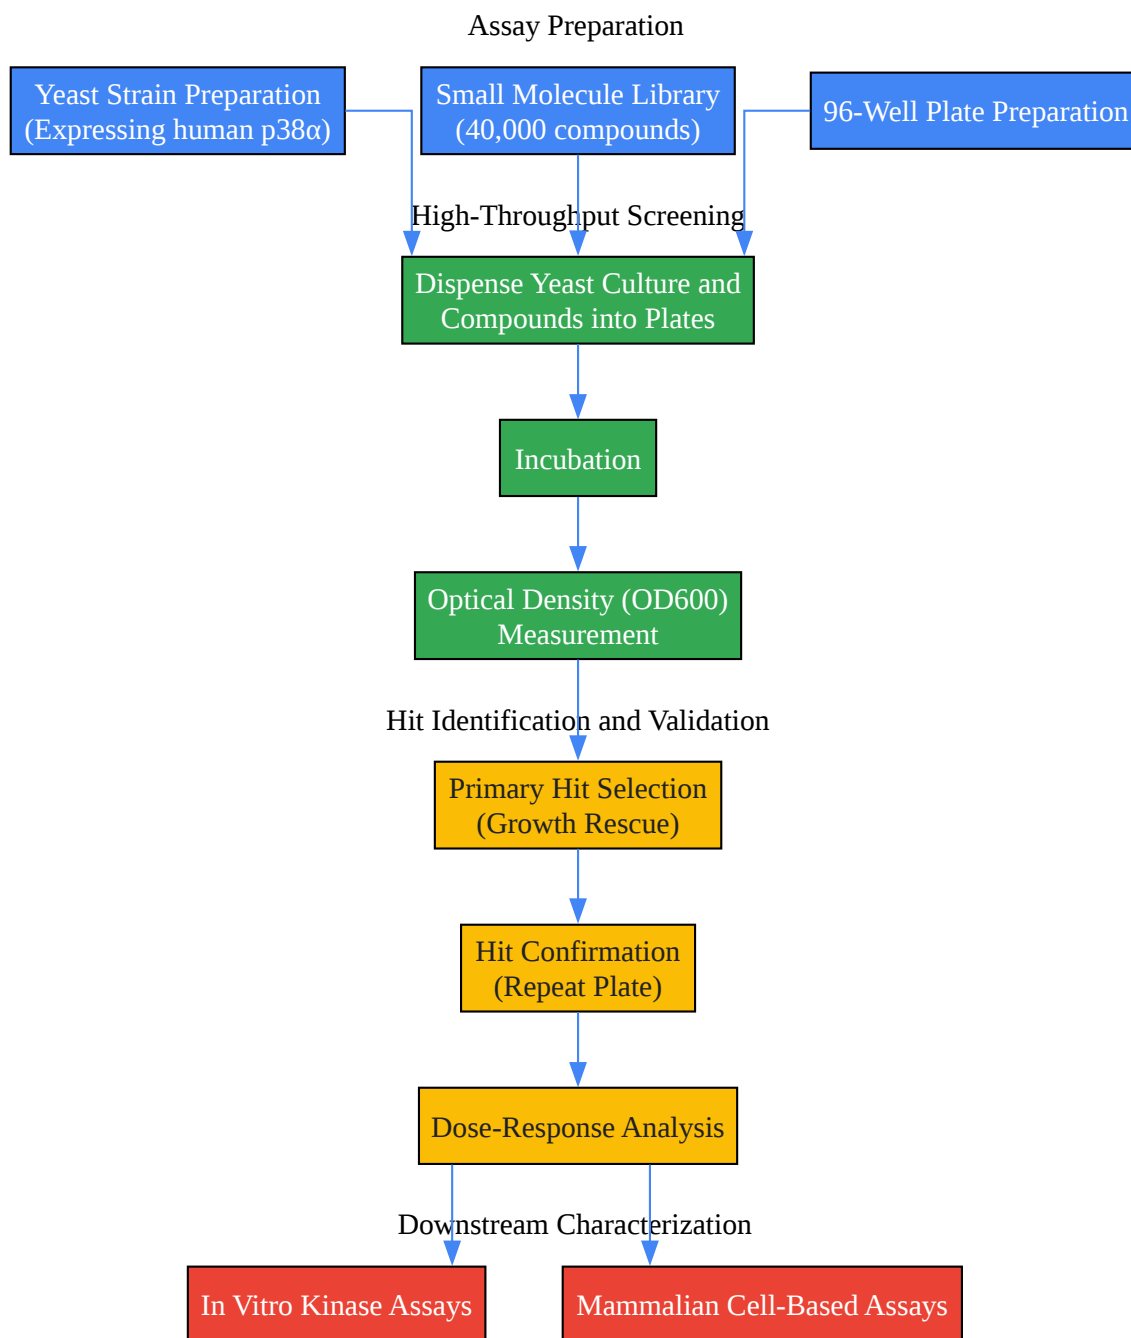 Assay Preparation
Yeast Strain Preparation
(Expressing human p38α)
Small Molecule Library
(40,000 compounds)
96-Well Plate Preparation
High-Throughput Screening
Dispense Yeast Culture and
Compounds into Plates
Incubation
Optical Density (OD600)
Measurement
Hit Identification and Validation
Primary Hit Selection
(Growth Rescue)
Hit Confirmation
(Repeat Plate)
Dose-Response Analysis
Downstream Characterization
In Vitro Kinase Assays
Mammalian Cell-Based Assays